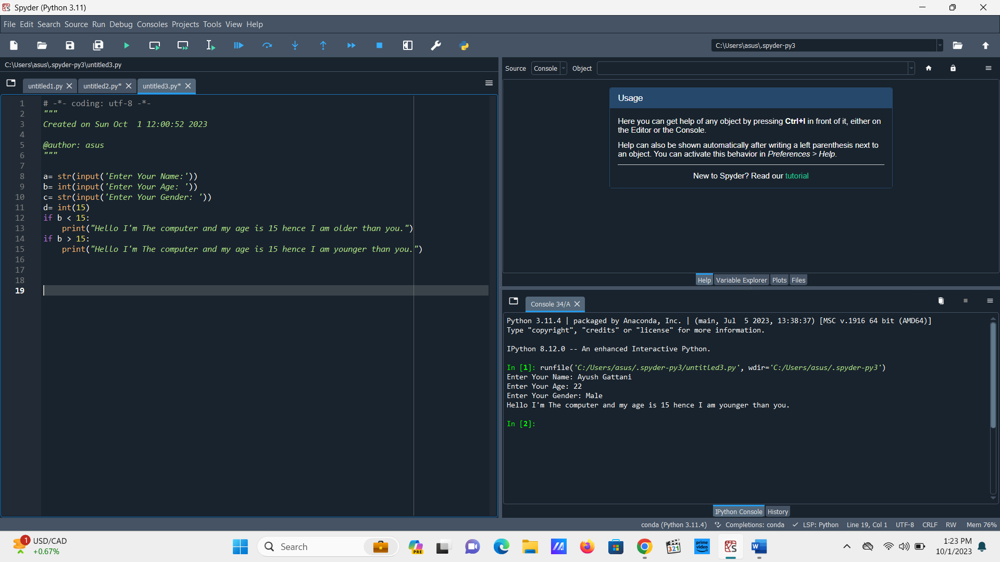 Spyder (Python 3.11)
File Edit Search Source Run Debug Consoles Projects Tools View Help
C:\Users\asus\.spyder-py3
C:\Users\asus\.spyder-py3\untitled3.py
untitled1.py
untitled2.py*
untitled3.py*
1 # -*- coding: utf-8 -*-
2 """
3 Created on Sun Oct  1 12:00:52 2023
4
5 @author: asus
6 """
7
8 a= str(input('Enter Your Name:'))
9 b= int(input('Enter Your Age: '))
10 c= str(input('Enter Your Gender: '))
11 d= int(15)
12 if b < 15:
13     print("Hello I'm The computer and my age is 15 hence I am older than you.")
14 if b > 15:
15     print("Hello I'm The computer and my age is 15 hence I am younger than you.")
16
17
18
19
Source Console Object
Usage
Here you can get help of any object by pressing Ctrl+I in front of it, either on
the Editor or the Console.
Help can also be shown automatically after writing a left parenthesis next to
an object. You can activate this behavior in Preferences > Help.
New to Spyder? Read our tutorial
Help Variable Explorer Plots Files
Console 34/A
Python 3.11.4 | packaged by Anaconda, Inc. | (main, Jul  5 2023, 13:38:37) [MSC v.1916 64 bit (AMD64)]
Type "copyright", "credits" or "license" for more information.
IPython 8.12.0 -- An enhanced Interactive Python.
In [1]: runfile('C:/Users/asus/.spyder-py3/untitled3.py', wdir='C:/Users/asus/.spyder-py3')
Enter Your Name: Ayush Gattani
Enter Your Age: 22
Enter Your Gender: Male
Hello I'm The computer and my age is 15 hence I am younger than you.
In [2]:
IPython Console History
conda (Python 3.11.4) Completions: conda LSP: Python Line 19, Col 1 UTF-8 CRLF RW Mem 76%
1
USD/CAD
+0.67%
Search
PRE
321
prime
video
W
1:23 PM
10/1/2023